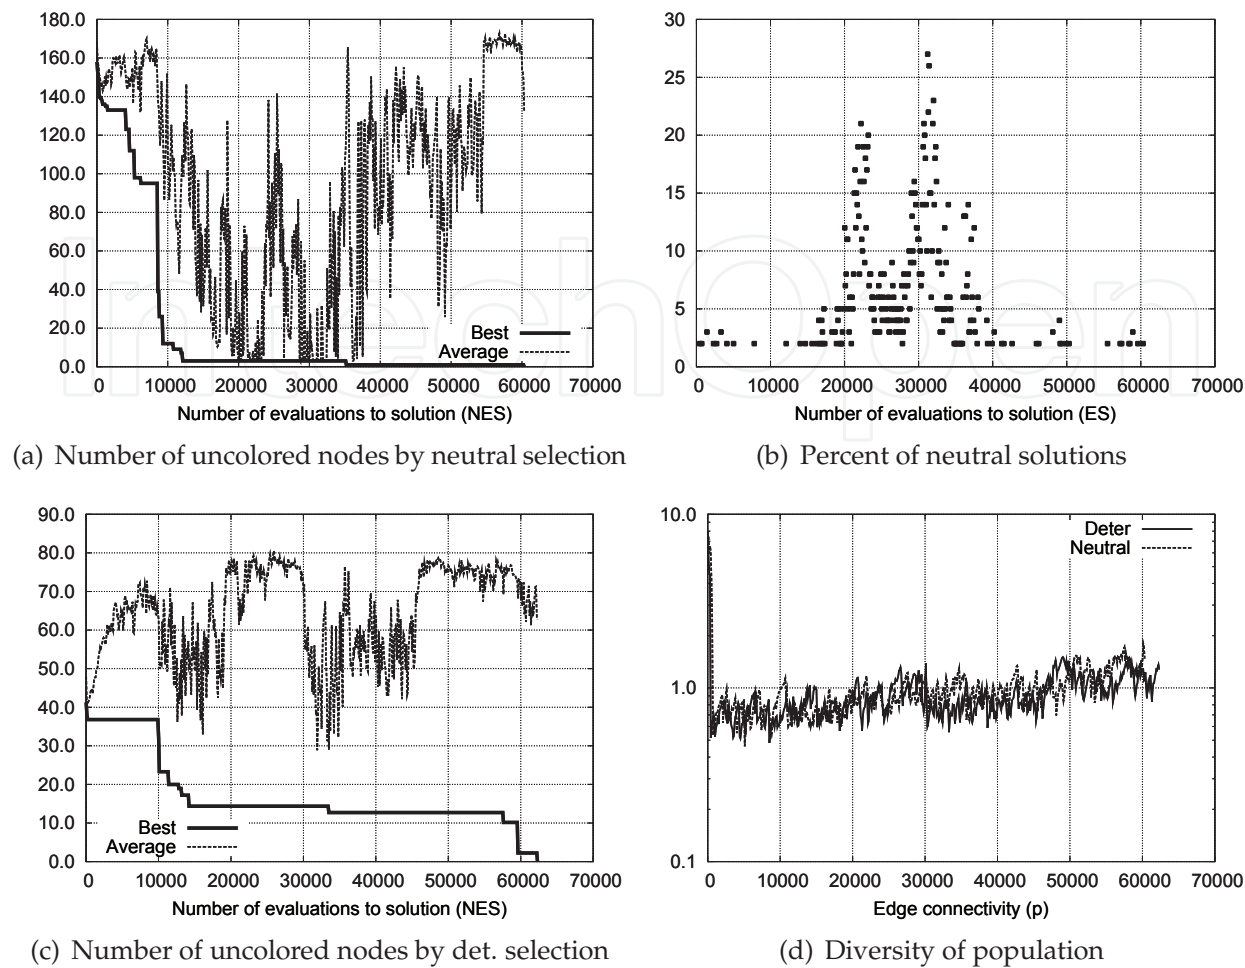 180.0
160.0
140.0
120.0
100.0
80.0
60.0
40.0
20.0
0.0
Best
Average
0 10000 20000 30000 40000 50000 60000 70000
Number of evaluations to solution (NES)
(a) Number of uncolored nodes by neutral selection
30
25
20
15
10
5
0
0 10000 20000 30000 40000 50000 60000 70000
Number of evaluations to solution (ES)
(b) Percent of neutral solutions
IntechOpen
90.0
80.0
70.0
60.0
50.0
40.0
30.0
20.0
10.0
0.0
Best
Average
0 10000 20000 30000 40000 50000 60000 70000
Number of evaluations to solution (NES)
(c) Number of uncolored nodes by det. selection
10.0
1.0
0.1
Deter
Neutral
0 10000 20000 30000 40000 50000 60000 70000
Edge connectivity (p)
(d) Diversity of population